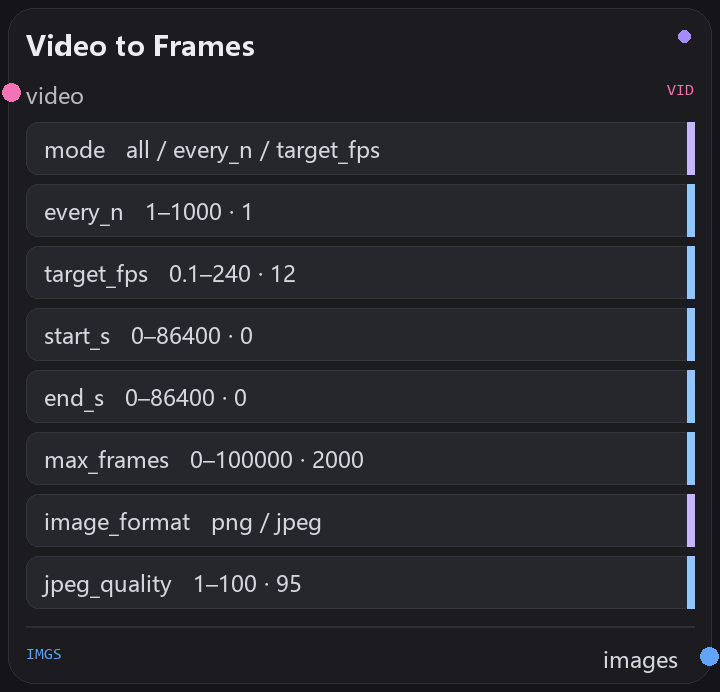 Video to Frames
video VID
mode all / every_n / target_fps
every_n 1–1000 · 1
target_fps 0.1–240 · 12
start_s 0–86400 · 0
end_s 0–86400 · 0
max_frames 0–100000 · 2000
image_format png / jpeg
jpeg_quality 1–100 · 95
IMGS images